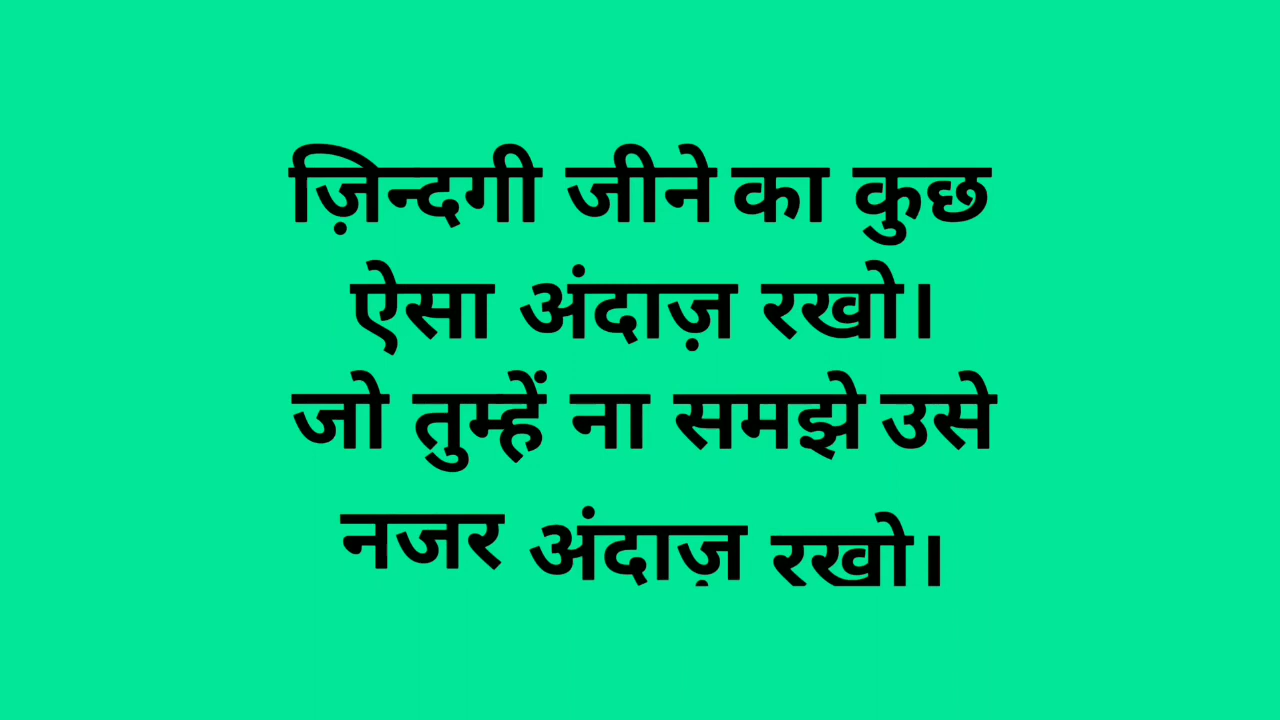 ज़िन्दगी जीने का कुछ
ऐसा अंदाज़ रखो।
जो तुम्हें ना समझे उसे
नजर अंदाज़ रखो।